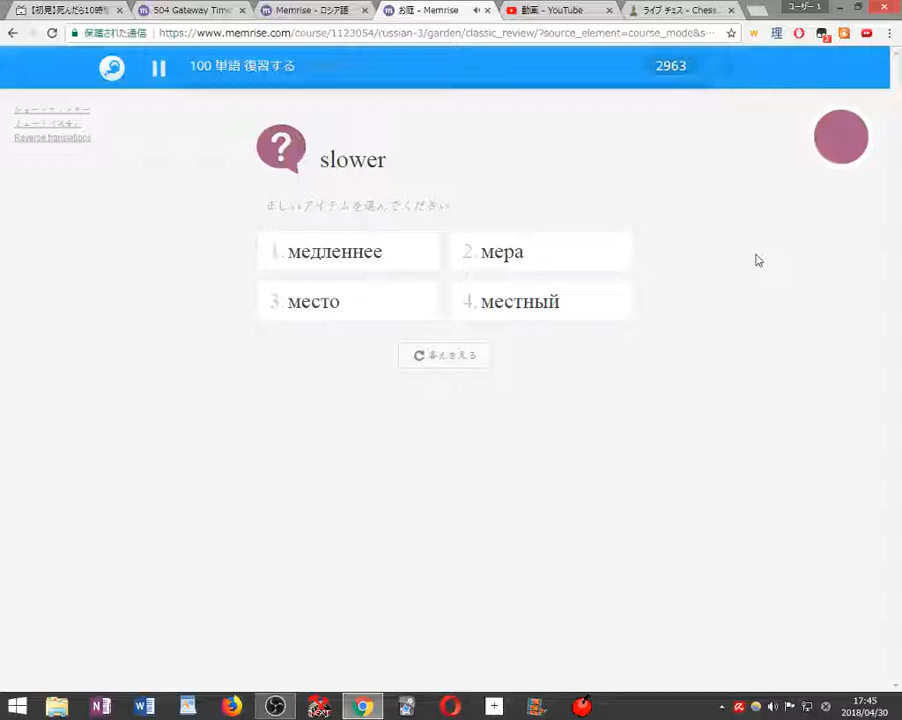 【初見】死んだら10時
504 Gateway Time
Memrise - ロシア語
お庭 - Memrise
動画 - YouTube
ライブ チェス - Chess
ユーザー 1
保護された通信
https://www.memrise.com/course/1123054/russian-3/garden/classic_review/?source_element=course_mode&s…
100 単語 復習する
2963
Reverse translations
slower
正しいアイテムを選んでください
1. медленнее
2. мера
3. место
4. местный
答えを見る
17:45
2018/04/30